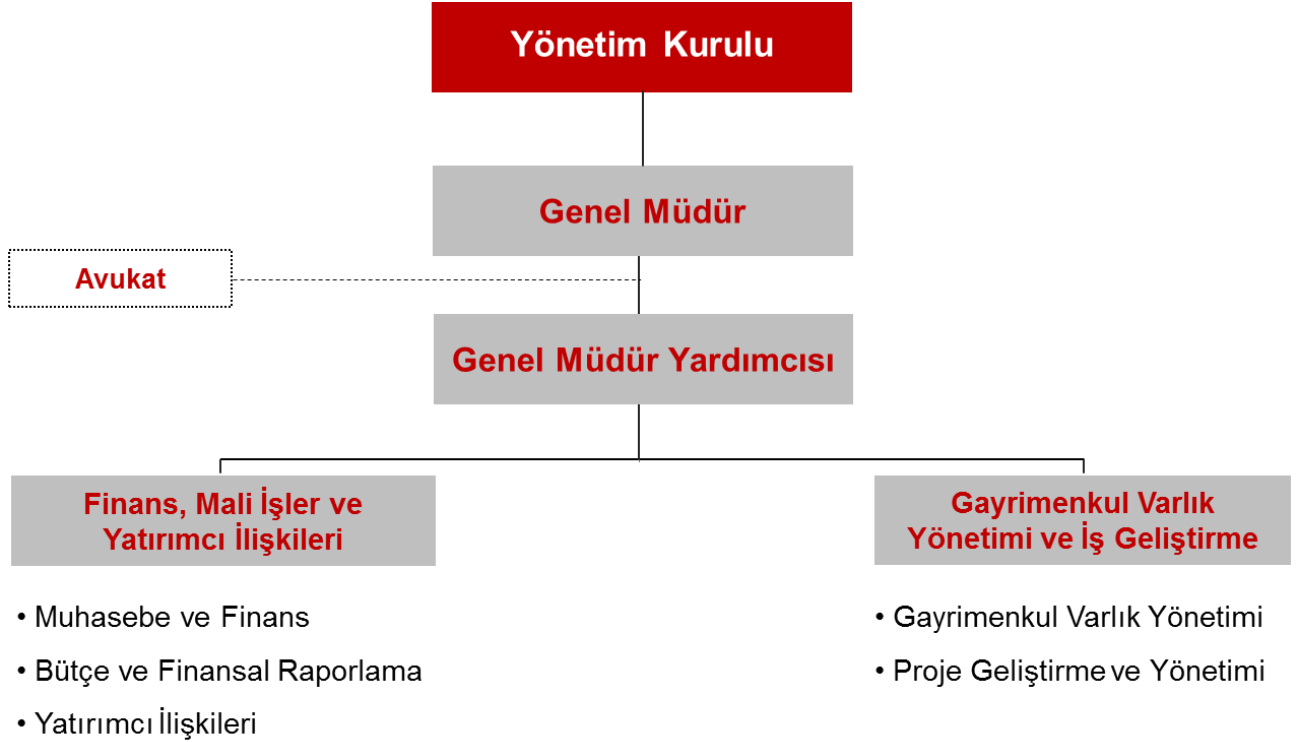 Yönetim Kurulu
Genel Müdür
Avukat
Genel Müdür Yardımcısı
Finans, Mali İşler ve
Yatırımcı İlişkileri
• Muhasebe ve Finans
• Bütçe ve Finansal Raporlama
• Yatırımcı İlişkileri
Gayrimenkul Varlık
Yönetimi ve İş Geliştirme
• Gayrimenkul Varlık Yönetimi
• Proje Geliştirme ve Yönetimi